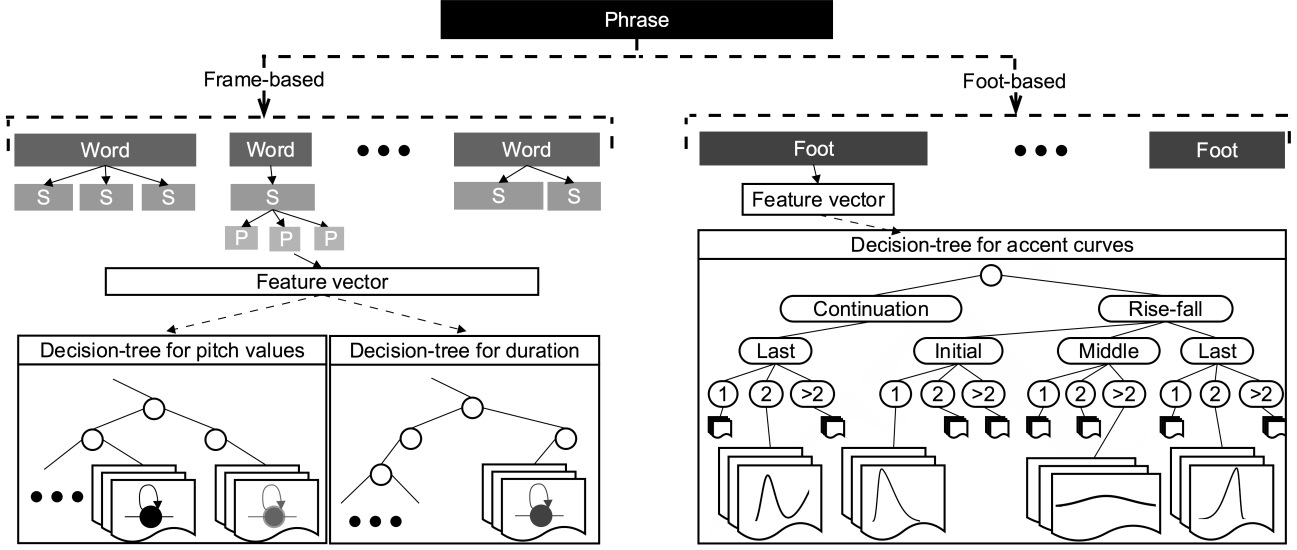 Phrase
Frame-based
Foot-based
Word Word Word
S S S S S S
P P P
Feature vector
Decision-tree for pitch values
Decision-tree for duration
Foot Foot
Feature vector
Decision-tree for accent curves
Continuation Rise-fall
Last Initial Middle Last
1 2 >2 1 2 >2 1 2 >2 1 2 >2